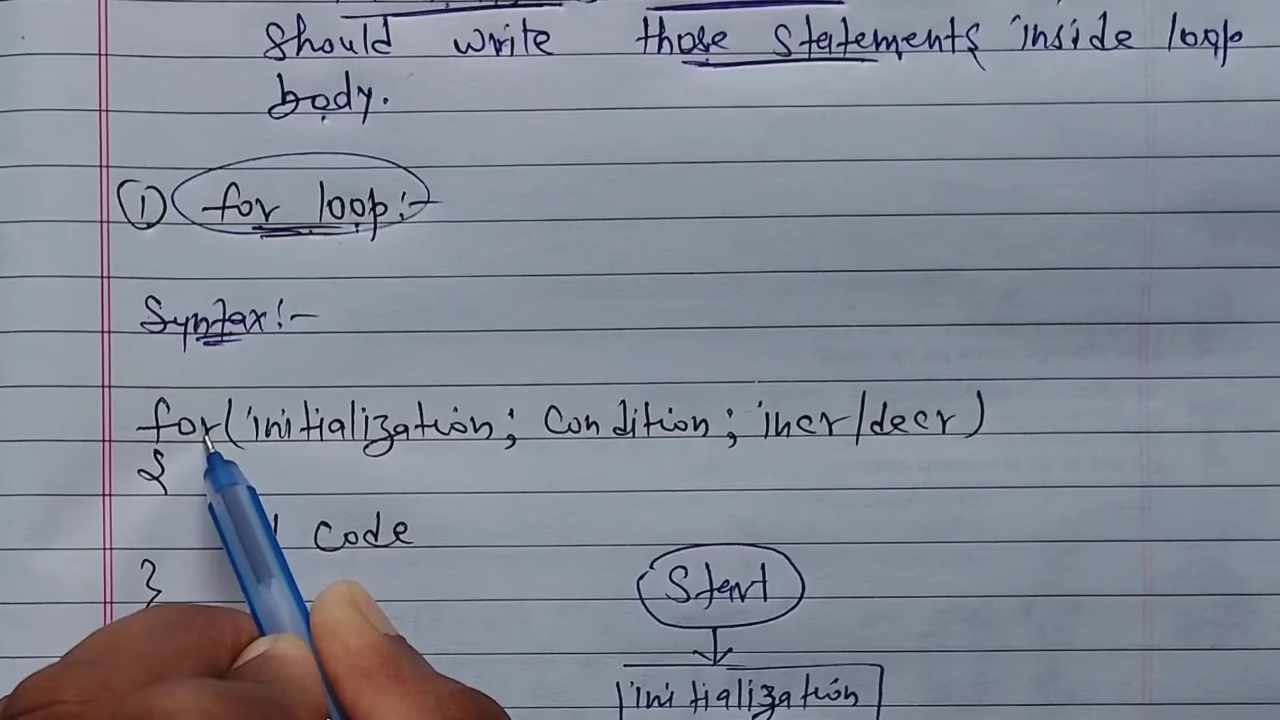 should write those statements inside loop
body.
① for loop:-
Syntax:-
for(initialization; condition; incr/decr)
{
code
}
Start
initialization